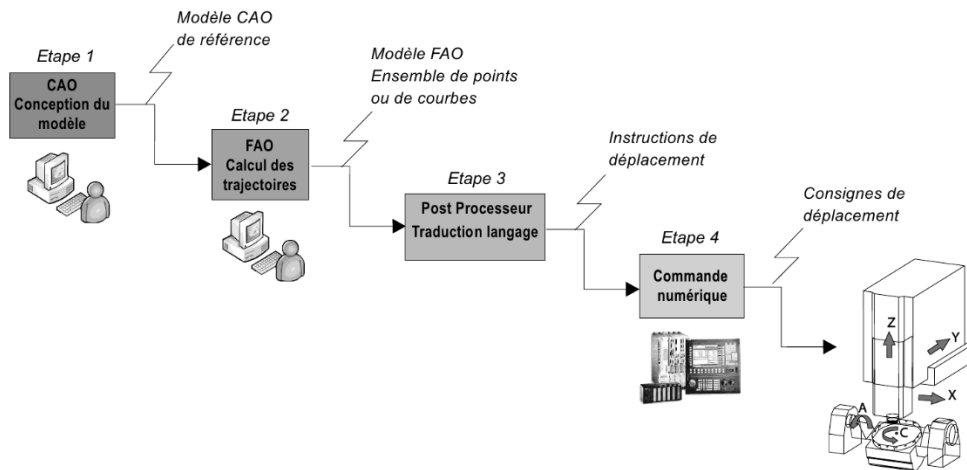 Etape 1
CAO
Conception du
modèle
Modèle CAO
de référence
Etape 2
FAO
Calcul des
trajectoires
Modèle FAO
Ensemble de points
ou de courbes
Etape 3
Post Processeur
Traduction langage
Instructions de
déplacement
Etape 4
Commande
numérique
Consignes de
déplacement
Z
Y
X
A
C